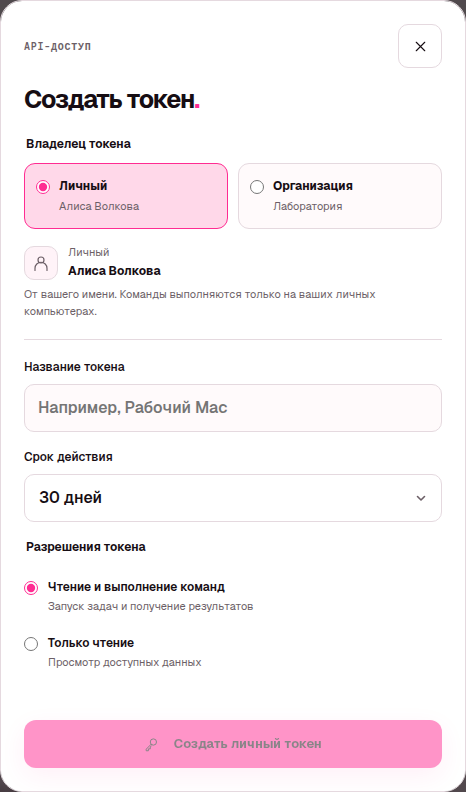 API-ДОСТУП
Создать токен.
Владелец токена
Личный
Алиса Волкова
Организация
Лаборатория
Личный
Алиса Волкова
От вашего имени. Команды выполняются только на ваших личных
компьютерах.
Название токена
Например, Рабочий Мас
Срок действия
30 дней
Разрешения токена
Чтение и выполнение команд
Запуск задач и получение результатов
Только чтение
Просмотр доступных данных
Создать личный токен